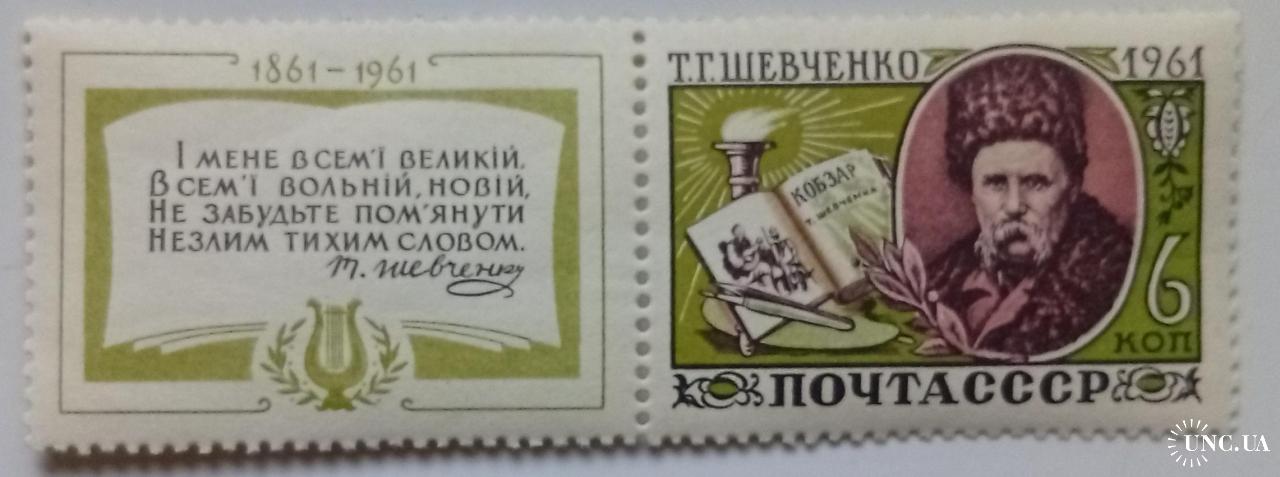 1861–1961
І МЕНЕ В СЕМ'Ї ВЕЛИКІЙ,
В СЕМ'Ї ВОЛЬНІЙ, НОВІЙ,
НЕ ЗАБУДЬТЕ ПОМ'ЯНУТИ
НЕЗЛИМ ТИХИМ СЛОВОМ.
Т. Шевченко
Т.Г.ШЕВЧЕНКО 1961
КОБЗАР
Т. ШЕВЧЕНКА
6
КОП
ПОЧТА СССР
UNC.UA